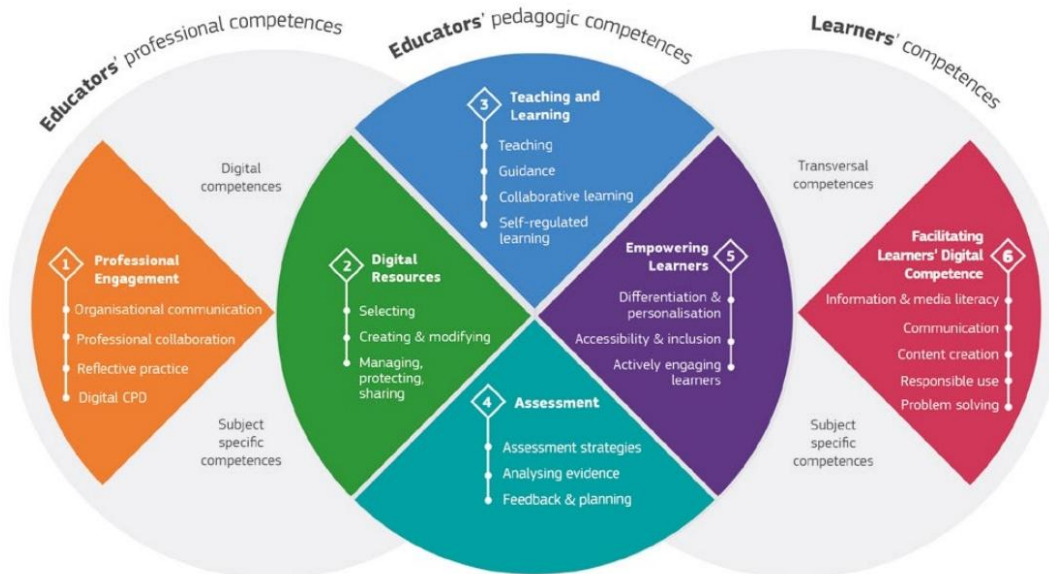 Educators' professional competences
Educators' pedagogic competences
Learners' competences
Digital
competences
Subject
specific
competences
Transversal
competences
Subject
specific
competences
1
Professional
Engagement
Organisational communication
Professional collaboration
Reflective practice
Digital CPD
2
Digital
Resources
Selecting
Creating & modifying
Managing,
protecting,
sharing
3
Teaching and
Learning
Teaching
Guidance
Collaborative learning
Self-regulated
learning
4
Assessment
Assessment strategies
Analysing evidence
Feedback & planning
5
Empowering
Learners
Differentiation &
personalisation
Accessibility & inclusion
Actively engaging
learners
6
Facilitating
Learners' Digital
Competence
Information & media literacy
Communication
Content creation
Responsible use
Problem solving